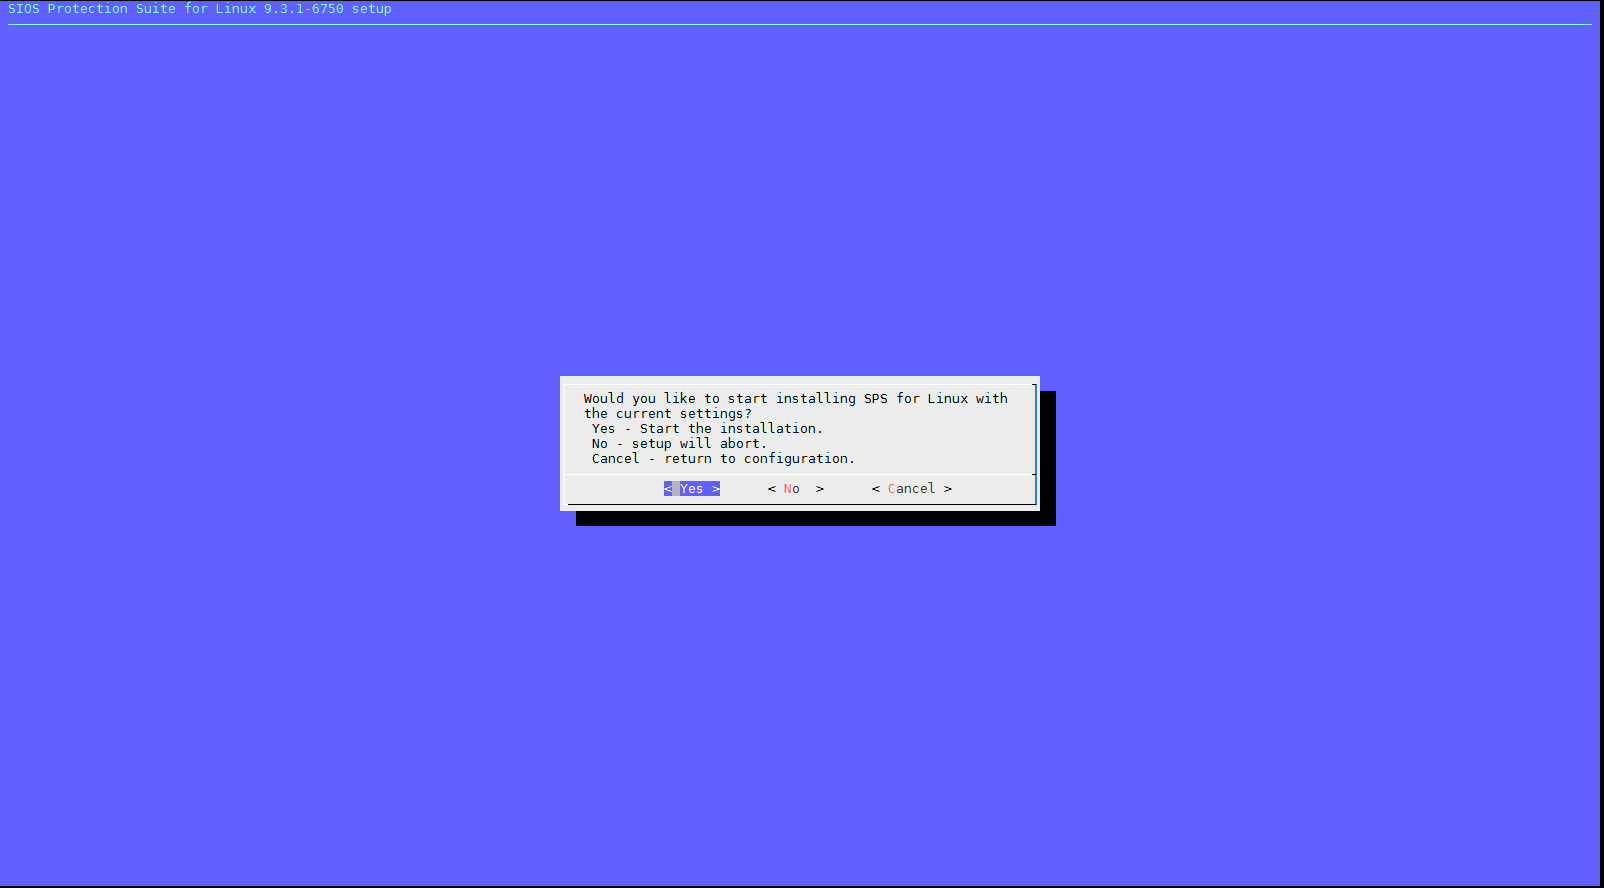 SIOS Protection Suite for Linux 9.3.1-6750 setup
Would you like to start installing SPS for Linux with
the current settings?
Yes - Start the installation.
No - setup will abort.
Cancel - return to configuration.
< Yes > < No  > < Cancel >